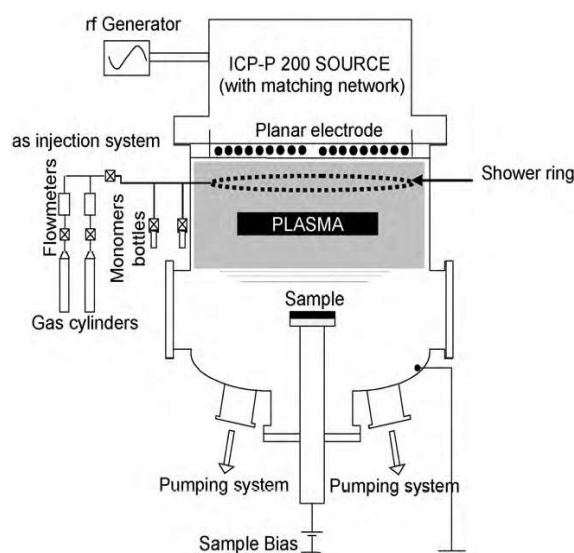 rf Generator
ICP-P 200 SOURCE
(with matching network)
Planar electrode
as injection system
Shower ring
Flowmeters
Monomers
bottles
PLASMA
Gas cylinders
Sample
Pumping system
Pumping system
Sample Bias